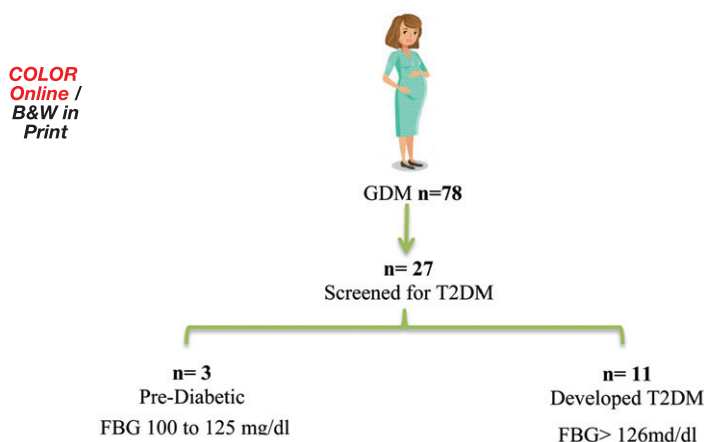 COLOR
Online /
B&W in
Print
GDM n=78
n= 27
Screened for T2DM
n= 3
Pre-Diabetic
FBG 100 to 125 mg/dl
n= 11
Developed T2DM
FBG> 126md/dl